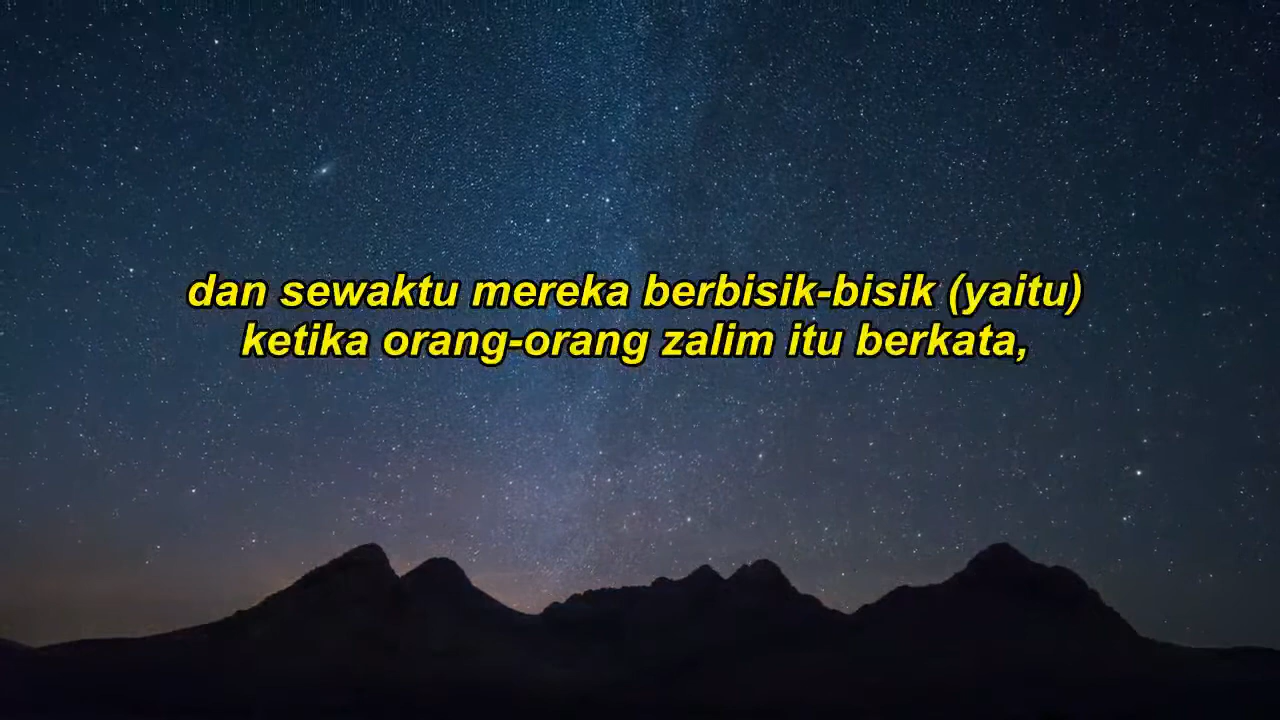 dan sewaktu mereka berbisik-bisik (yaitu)
ketika orang-orang zalim itu berkata,